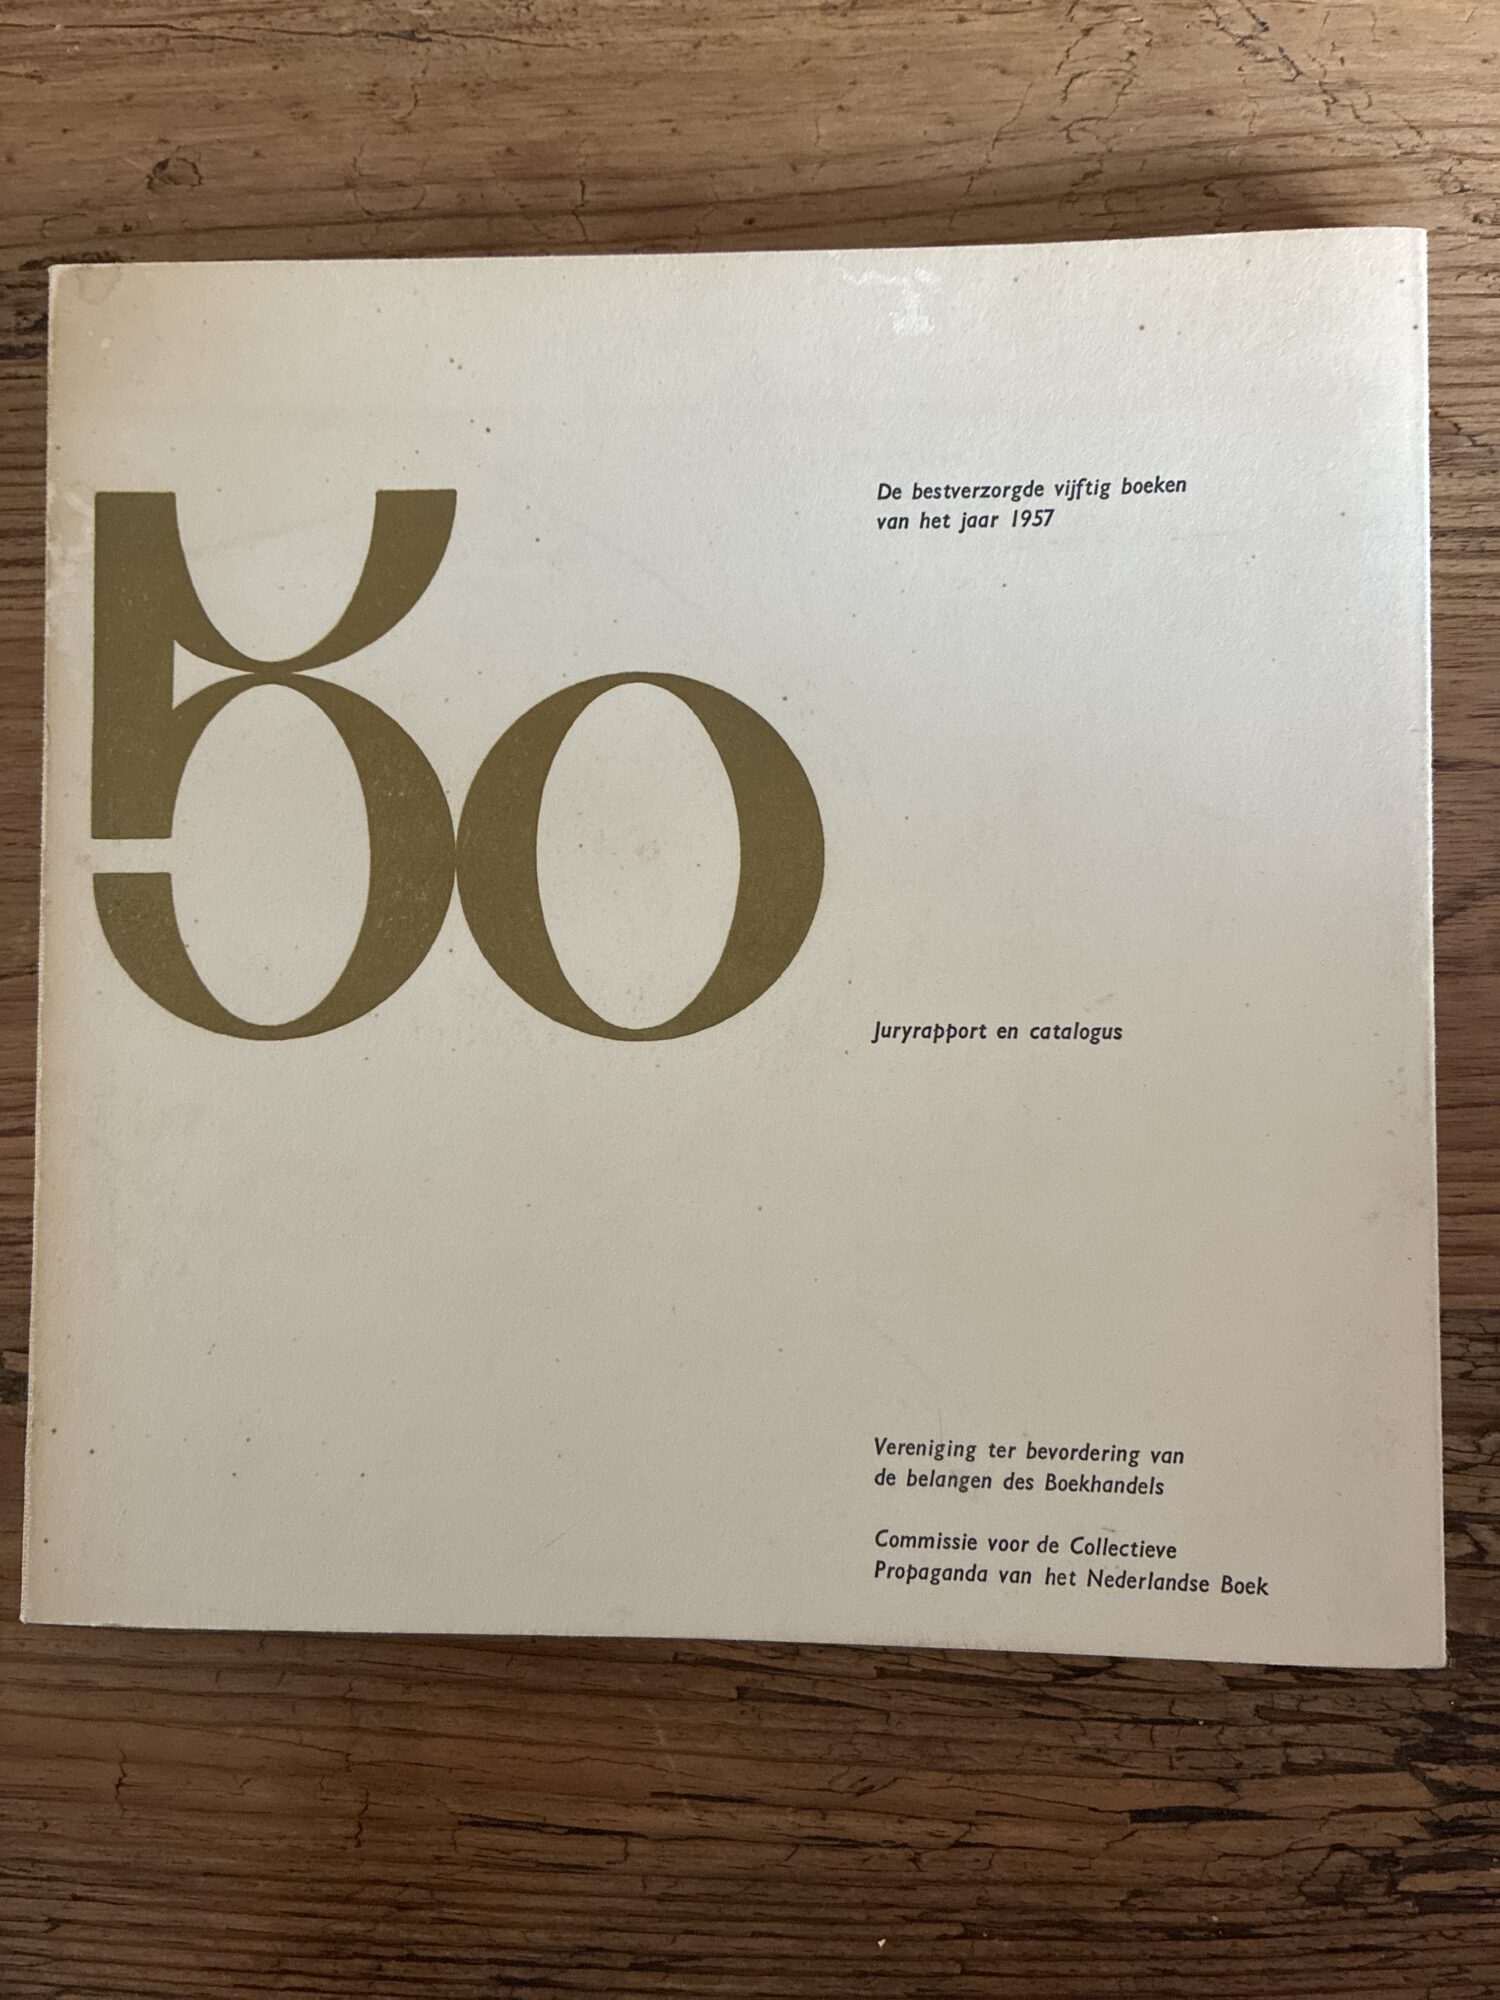 50
De bestverzorgde vijftig boeken
van het jaar 1957
Juryrapport en catalogus
Vereniging ter bevordering van
de belangen des Boekhandels
Commissie voor de Collectieve
Propaganda van het Nederlandse Boek